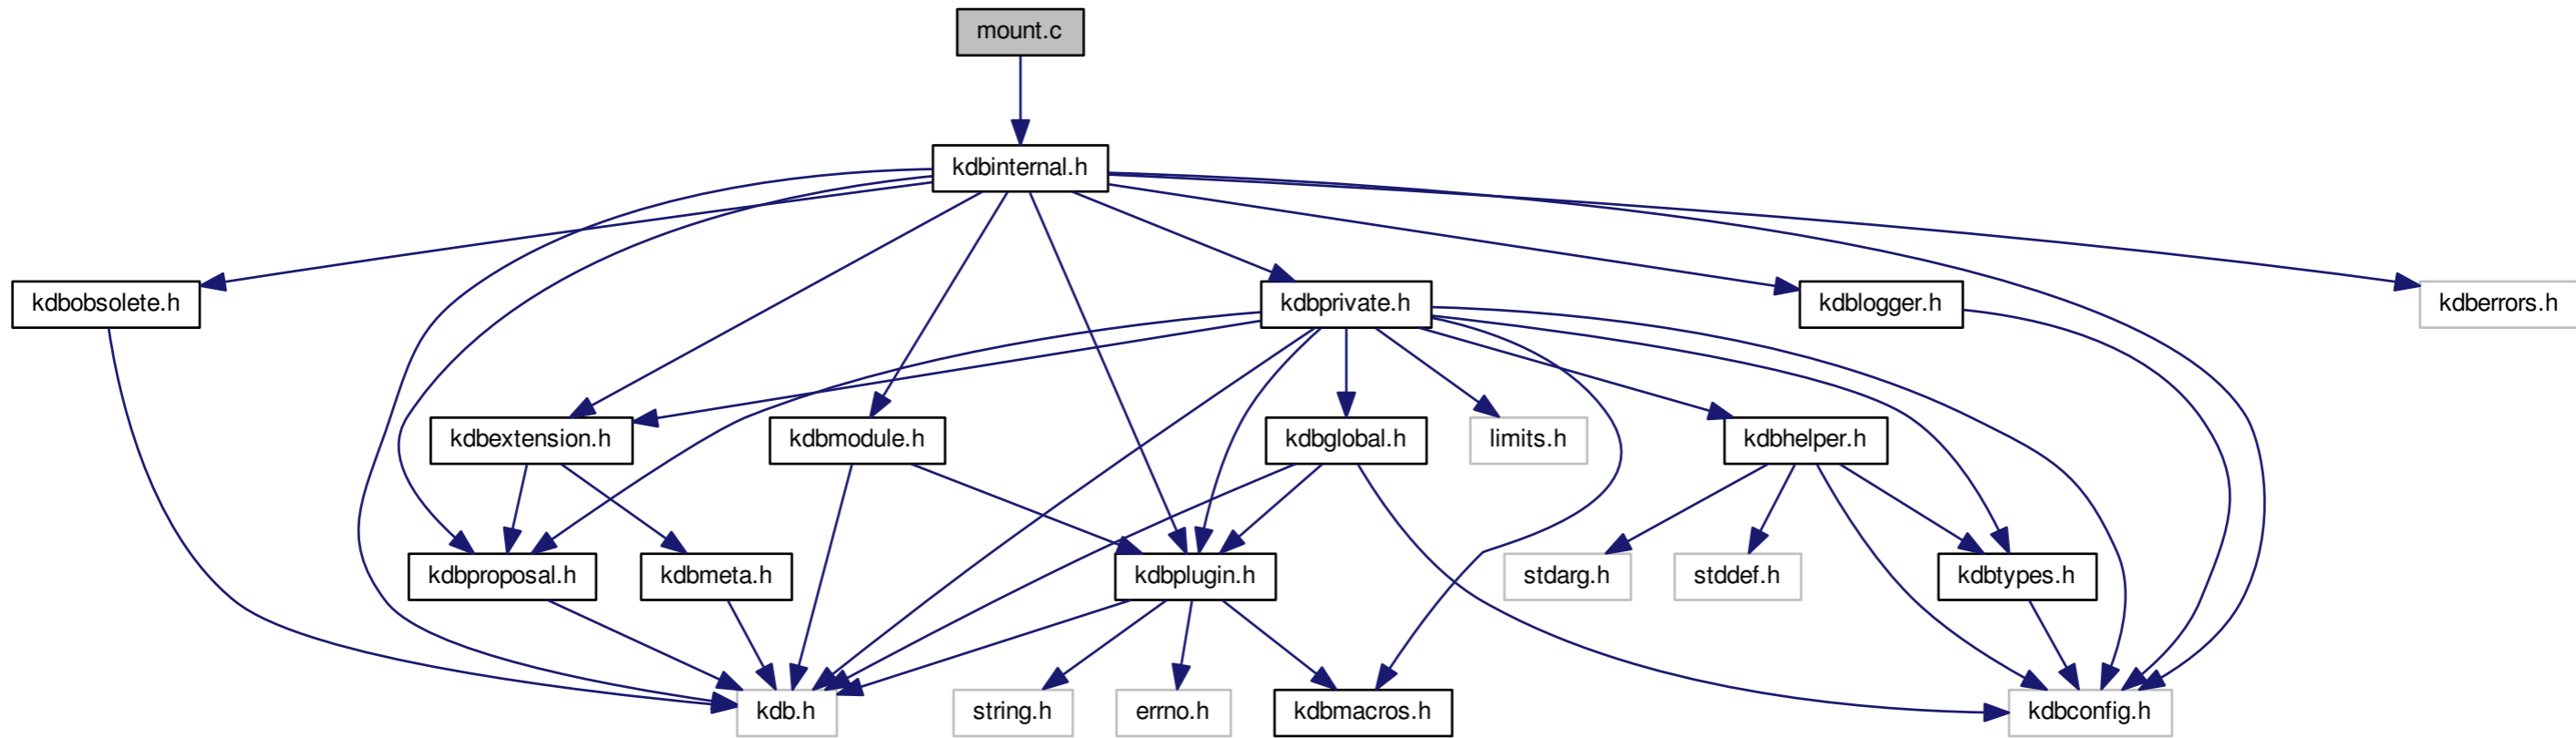 mount.c
kdbinternal.h
kdbobsolete.h
kdbprivate.h
kdblogger.h
kdberrors.h
kdbextension.h
kdbmodule.h
kdbglobal.h
limits.h
kdbhelper.h
kdbproposal.h
kdbmeta.h
kdbplugin.h
stdarg.h
stddef.h
kdbtypes.h
kdb.h
string.h
errno.h
kdbmacros.h
kdbconfig.h